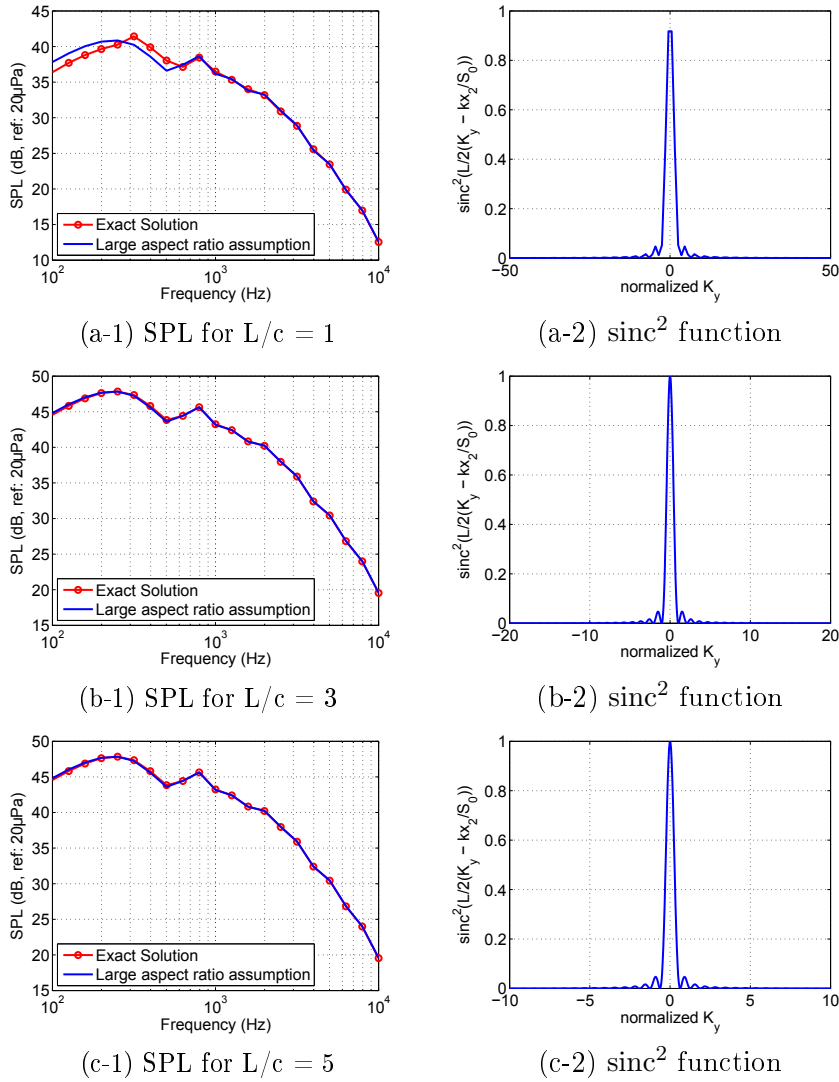 45
40
35
30
25
20
15
10
SPL (dB, ref: 20µPa)
Exact Solution
Large aspect ratio assumption
10^2
10^3
10^4
Frequency (Hz)
(a-1) SPL for L/c = 1
1
0.8
0.6
0.4
0.2
0
sinc^2(L/2(K_y − kx_2/S_0))
−50
0
50
normalized K_y
(a-2) sinc^2 function
50
45
40
35
30
25
20
15
SPL (dB, ref: 20µPa)
Exact Solution
Large aspect ratio assumption
10^2
10^3
10^4
Frequency (Hz)
(b-1) SPL for L/c = 3
1
0.8
0.6
0.4
0.2
0
sinc^2(L/2(K_y − kx_2/S_0))
−20
−10
0
10
20
normalized K_y
(b-2) sinc^2 function
50
45
40
35
30
25
20
15
SPL (dB, ref: 20µPa)
Exact Solution
Large aspect ratio assumption
10^2
10^3
10^4
Frequency (Hz)
(c-1) SPL for L/c = 5
1
0.8
0.6
0.4
0.2
0
sinc^2(L/2(K_y − kx_2/S_0))
−10
−5
0
5
10
normalized K_y
(c-2) sinc^2 function